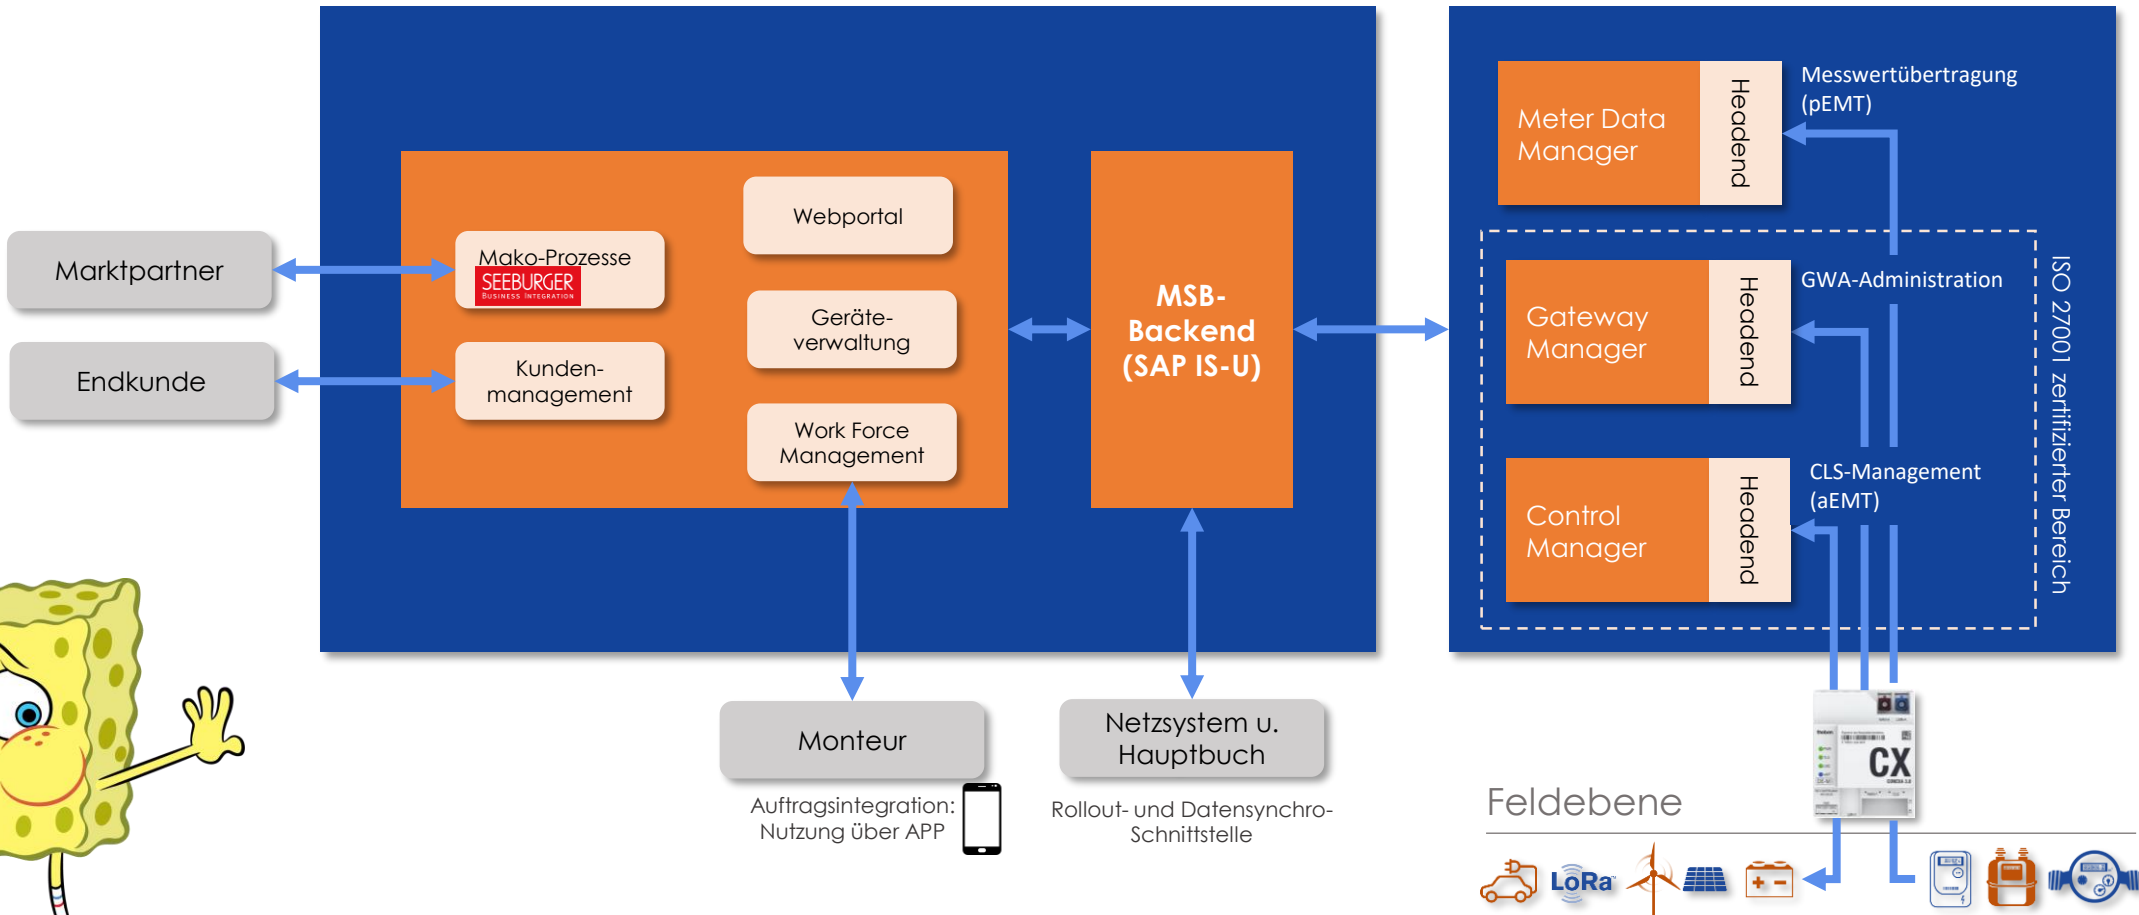 Marktpartner
Endkunde
Mako-Prozesse
SEEBURGER
BUSINESS INTEGRATION
Kunden-
management
Webportal
Geräte-
verwaltung
Work Force
Management
MSB-
Backend
(SAP IS-U)
Monteur
Auftragsintegration:
Nutzung über APP
Netzsystem u.
Hauptbuch
Rollout- und Datensynchro-
Schnittstelle
Meter Data
Manager
Headend
Messwertübertragung
(pEMT)
Gateway
Manager
Headend
GWA-Administration
Control
Manager
Headend
CLS-Management
(aEMT)
ISO 27001 zertifizierter Bereich
CX
Feldebene
LoRa